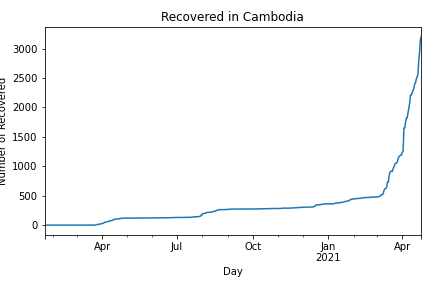 Recovered in Cambodia
Number of Recovered
3000
2500
2000
1500
1000
500
0
Apr
Jul
Oct
Jan
2021
Apr
Day